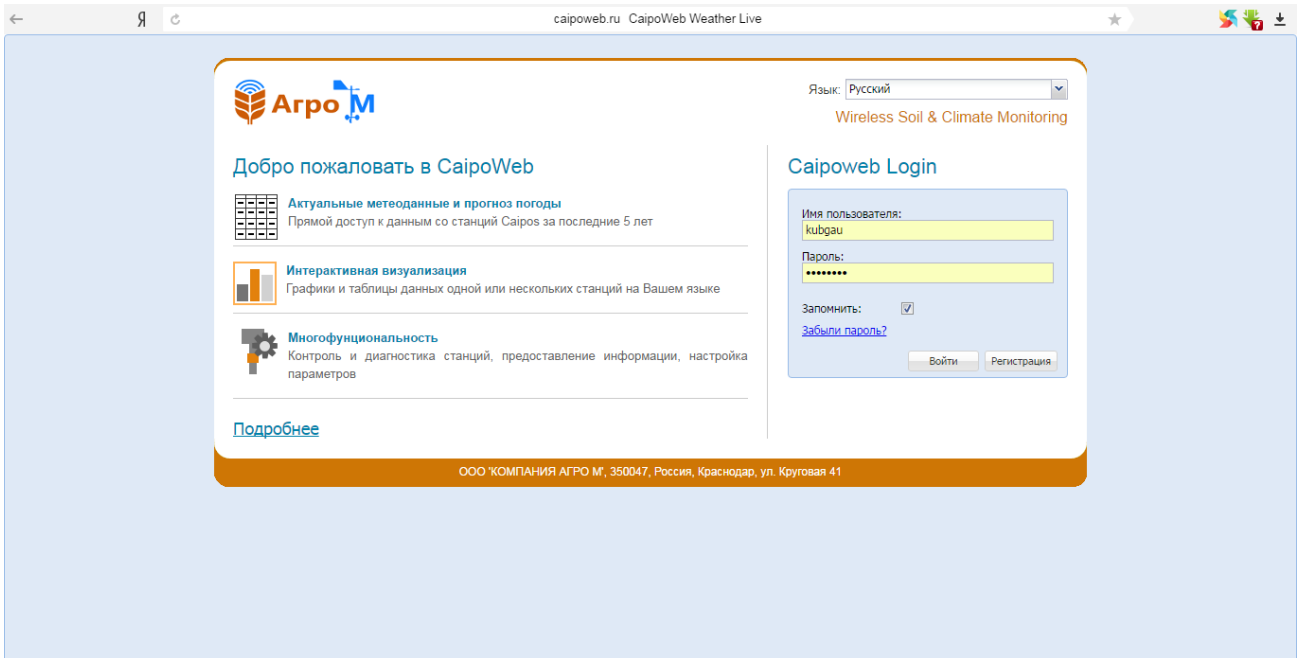 Я
caipoweb.ru CaipoWeb Weather Live
Агро М
Язык: Русский
Wireless Soil & Climate Monitoring
Добро пожаловать в CaipoWeb
Актуальные метеоданные и прогноз погоды
Прямой доступ к данным со станций Caipos за последние 5 лет
Интерактивная визуализация
Графики и таблицы данных одной или нескольких станций на Вашем языке
Многофунциональность
Контроль и диагностика станций, предоставление информации, настройка
параметров
Подробнее
Caipoweb Login
Имя пользователя:
kubgau
Пароль:
••••••••
Запомнить:
Забыли пароль?
Войти Регистрация
ООО 'КОМПАНИЯ АГРО М', 350047, Россия, Краснодар, ул. Круговая 41